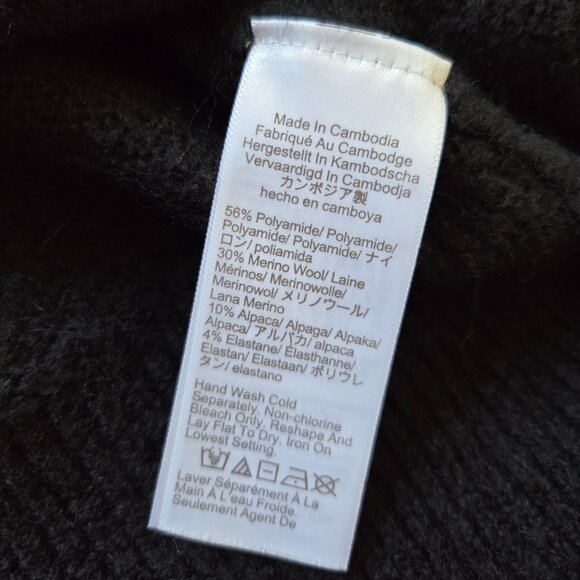 Made In Cambodia
Fabriqué Au Cambodge
Hergestellt In Kambodscha
Vervaardigd In Cambodja
カンボジア製
hecho en camboya
56% Polyamide/ Polyamide/
Polyamide/ Polyamide/ ナイ
ロン/ poliamida
30% Merino Wool/ Laine
Mérinos/ Merinowolle/
Merinowol/ メリノウール/
Lana Merino
10% Alpaca/ Alpaga/ Alpaka/
Alpaca/ アルパカ/ alpaca
4% Elastane/ Élasthanne/
Elastan/ Elastaan/ ポリウレ
タン/ elastano
Hand Wash Cold
Separately. Non-chlorine
Bleach Only. Reshape And
Lay Flat To Dry. Iron On
Lowest Setting.
Laver Séparément À La
Main À L'eau Froide.
Seulement Agent De